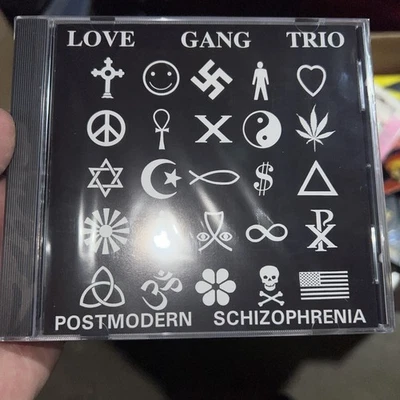 LOVE GANG TRIO
POSTMODERN SCHIZOPHRENIA